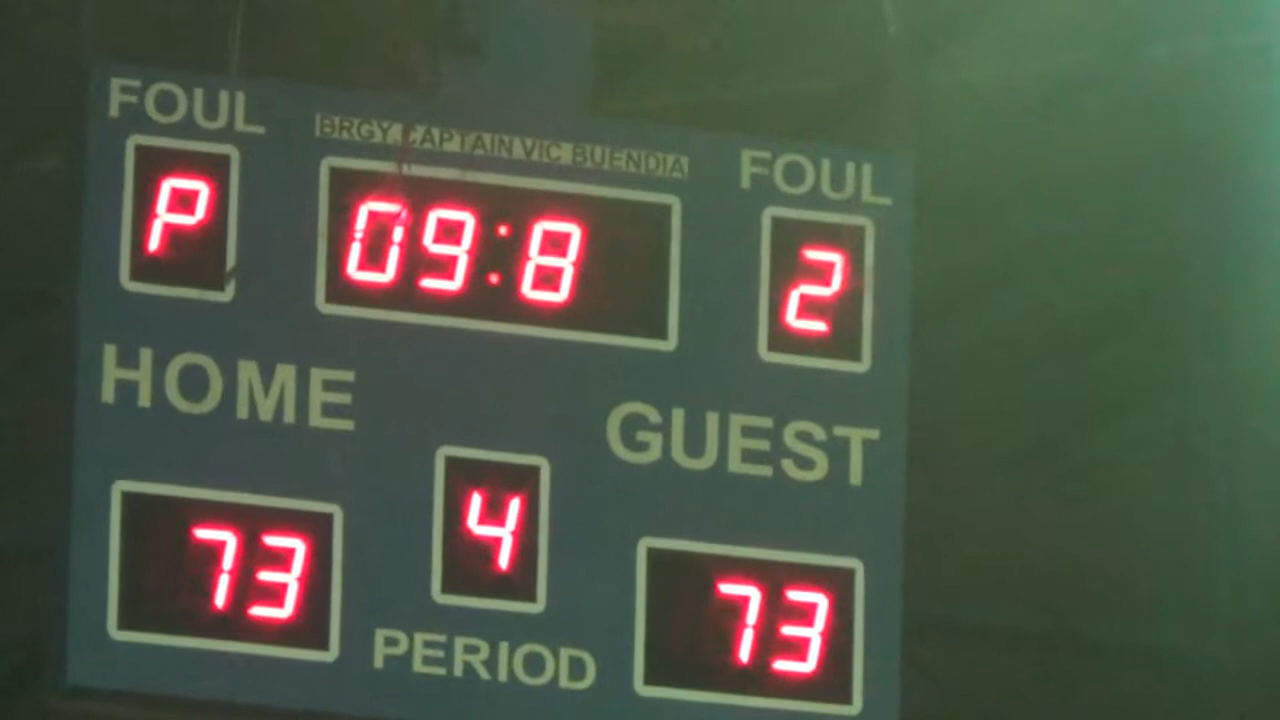 FOUL
BRGY.CAPTAIN VIC BUENDIA
FOUL
P
09:8
2
HOME
GUEST
73
4
73
PERIOD